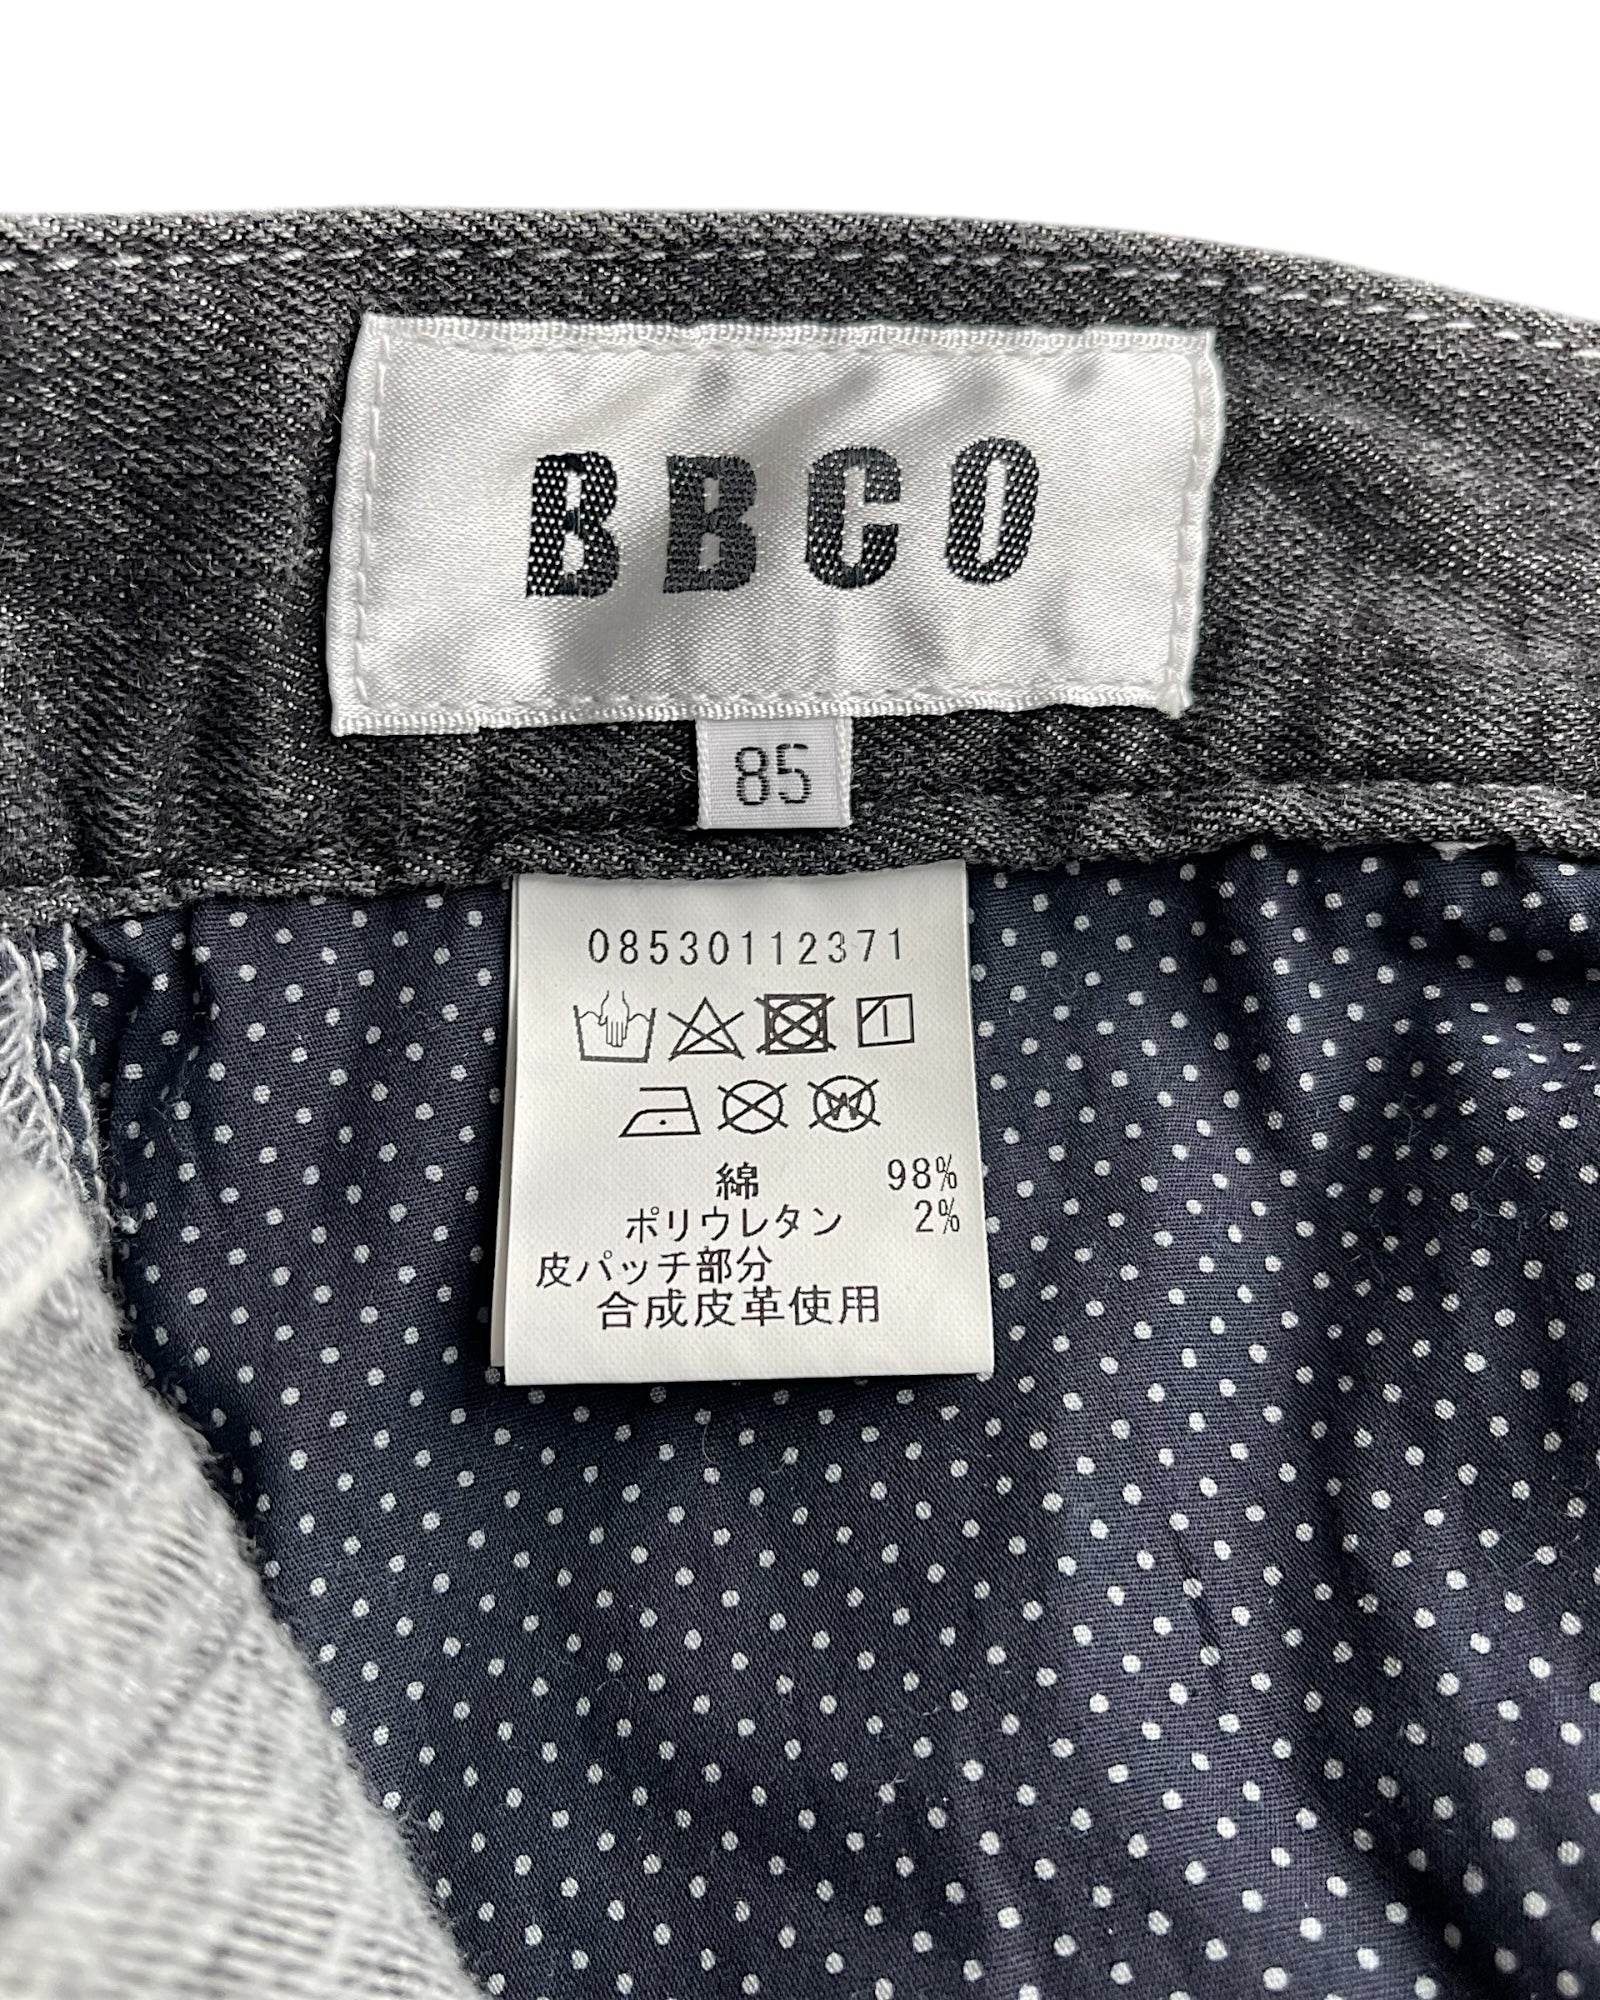 BBCO
85
08530112371
W
綿 98%
ポリウレタン 2%
皮パッチ部分
合成皮革使用